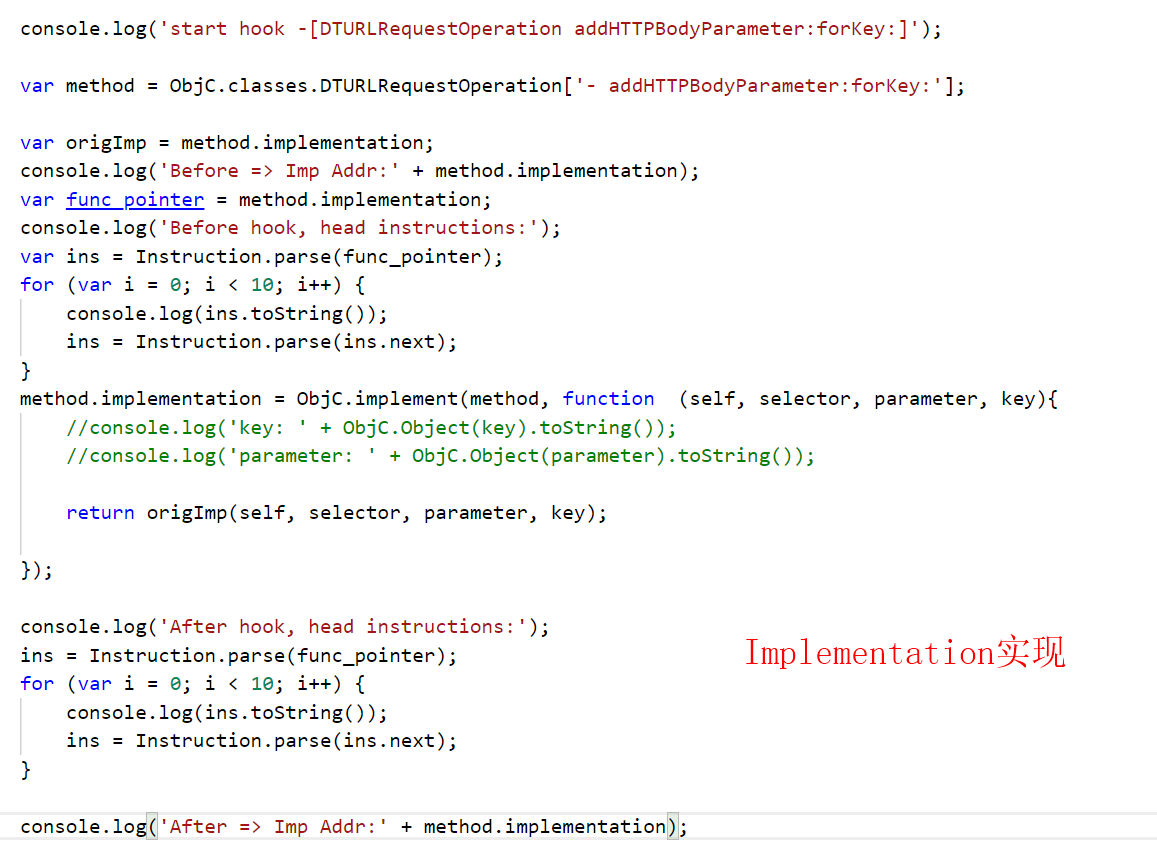 console.log('start hook -[DTURLRequestOperation addHTTPBodyParameter:forKey:]');
var method = ObjC.classes.DTURLRequestOperation['- addHTTPBodyParameter:forKey:'];
var origImp = method.implementation;
console.log('Before => Imp Addr:' + method.implementation);
var func_pointer = method.implementation;
console.log('Before hook, head instructions:');
var ins = Instruction.parse(func_pointer);
for (var i = 0; i < 10; i++) {
    console.log(ins.toString());
    ins = Instruction.parse(ins.next);
}
method.implementation = ObjC.implement(method, function  (self, selector, parameter, key){
    //console.log('key: ' + ObjC.Object(key).toString());
    //console.log('parameter: ' + ObjC.Object(parameter).toString());
    return origImp(self, selector, parameter, key);
});
console.log('After hook, head instructions:');
ins = Instruction.parse(func_pointer);
Implementation实现
for (var i = 0; i < 10; i++) {
    console.log(ins.toString());
    ins = Instruction.parse(ins.next);
}
console.log('After => Imp Addr:' + method.implementation);